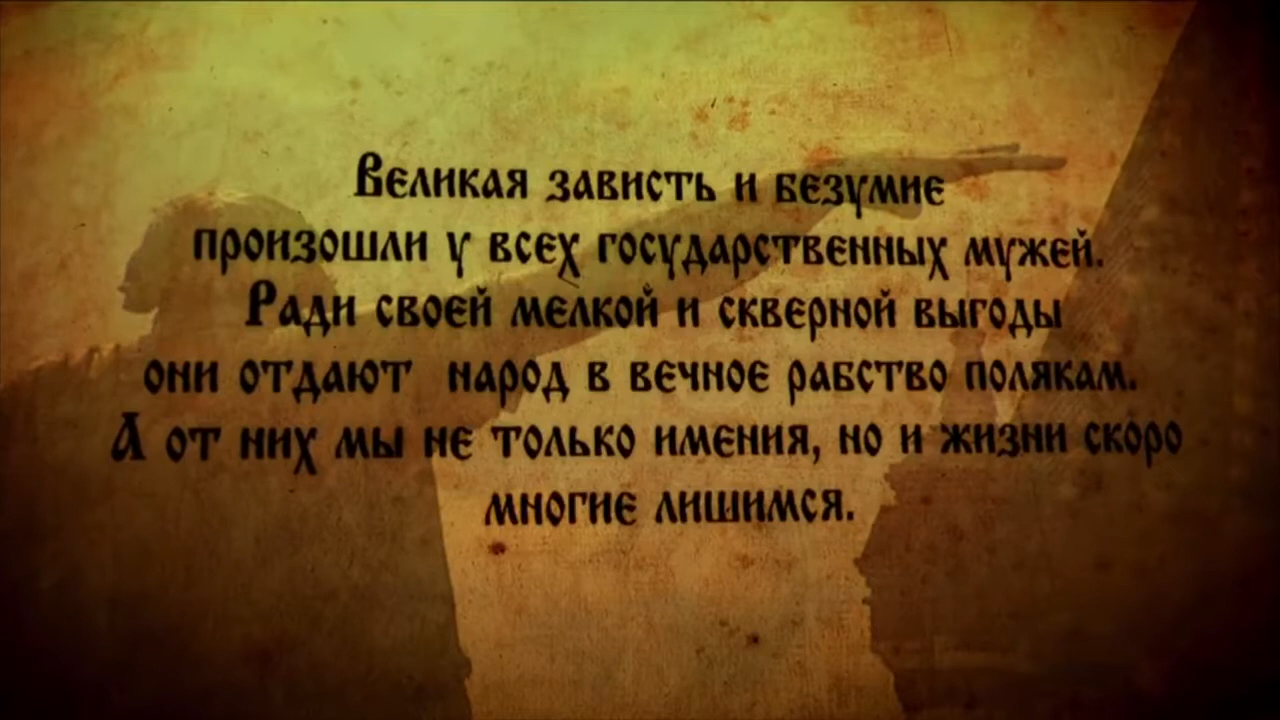 Великая зависть и безумие
произошли у всех государственных мужей.
Ради своей мелкой и скверной выгоды
они отдают народ в вечное рабство полякам.
А от них мы не только имения, но и жизни скоро
многие лишимся.